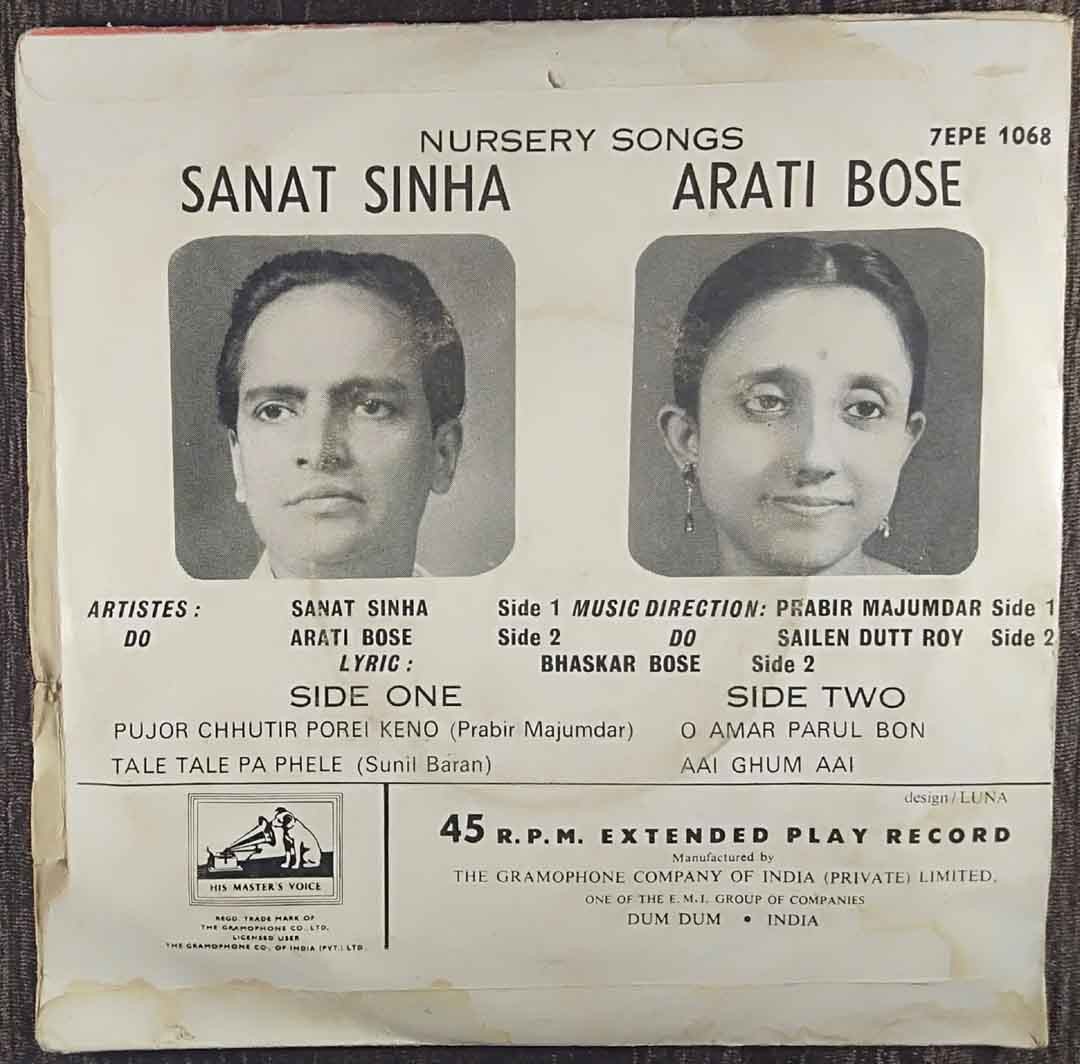 NURSERY SONGS
7EPE 1068
SANAT SINHA
ARATI BOSE
ARTISTES : SANAT SINHA Side 1 MUSIC DIRECTION: PRABIR MAJUMDAR Side 1
DO ARATI BOSE Side 2 DO SAILEN DUTT ROY Side 2
LYRIC : BHASKAR BOSE Side 2
SIDE ONE
PUJOR CHHUTIR POREI KENO (Prabir Majumdar)
TALE TALE PA PHELE (Sunil Baran)
SIDE TWO
O AMAR PARUL BON
AAI GHUM AAI
HIS MASTER'S VOICE
REGD. TRADE MARK OF
THE GRAMOPHONE CO., LTD.
LICENSED USER
THE GRAMOPHONE CO., OF INDIA (PVT.) LTD.
design/LUNA
45 R.P.M. EXTENDED PLAY RECORD
Manufactured by
THE GRAMOPHONE COMPANY OF INDIA (PRIVATE) LIMITED,
ONE OF THE E.M.I. GROUP OF COMPANIES
DUM DUM • INDIA